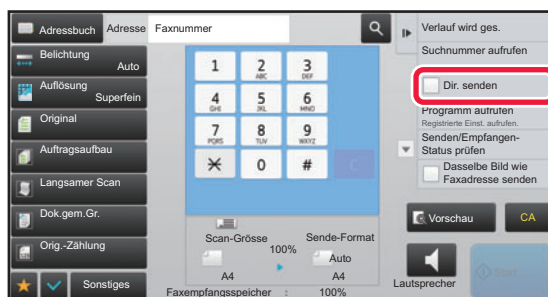 Adressbuch
Adresse
Faxnummer
Verlauf wird ges.
Suchnummer aufrufen
Dir. senden
Programm aufrufen
Registrierte Einst. aufrufen.
Senden/Empfangen-
Status prüfen
Dasselbe Bild wie
Faxadresse senden
Belichtung
Auto
Auflösung
Superfein
Original
Auftragsaufbau
Langsamer Scan
Dok.gem.Gr.
Orig.-Zählung
Sonstiges
1
2
ABC
3
DEF
4
GHI
5
JKL
6
MNO
7
PQRS
8
TUV
9
WXYZ
0
#
C
Scan-Grösse
100%
Sende-Format
Auto
A4
A4
Faxempfangsspeicher : 100%
Vorschau
CA
Lautsprecher
Start